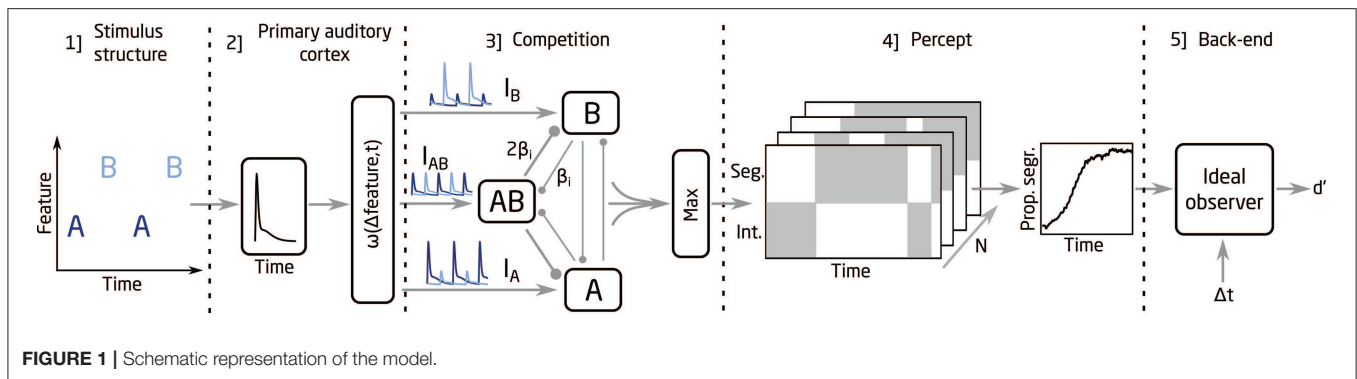 1] Stimulus structure
2] Primary auditory cortex
3] Competition
4] Percept
5] Back-end
Feature
B B
A A
Time
Time
ω(Δfeature,t)
I_B
I_AB
I_A
B
2β_i
β_i
AB
A
Max
Seg.
Int.
Time
N
Prop. segr.
Time
Ideal observer
d'
Δt
FIGURE 1 | Schematic representation of the model.